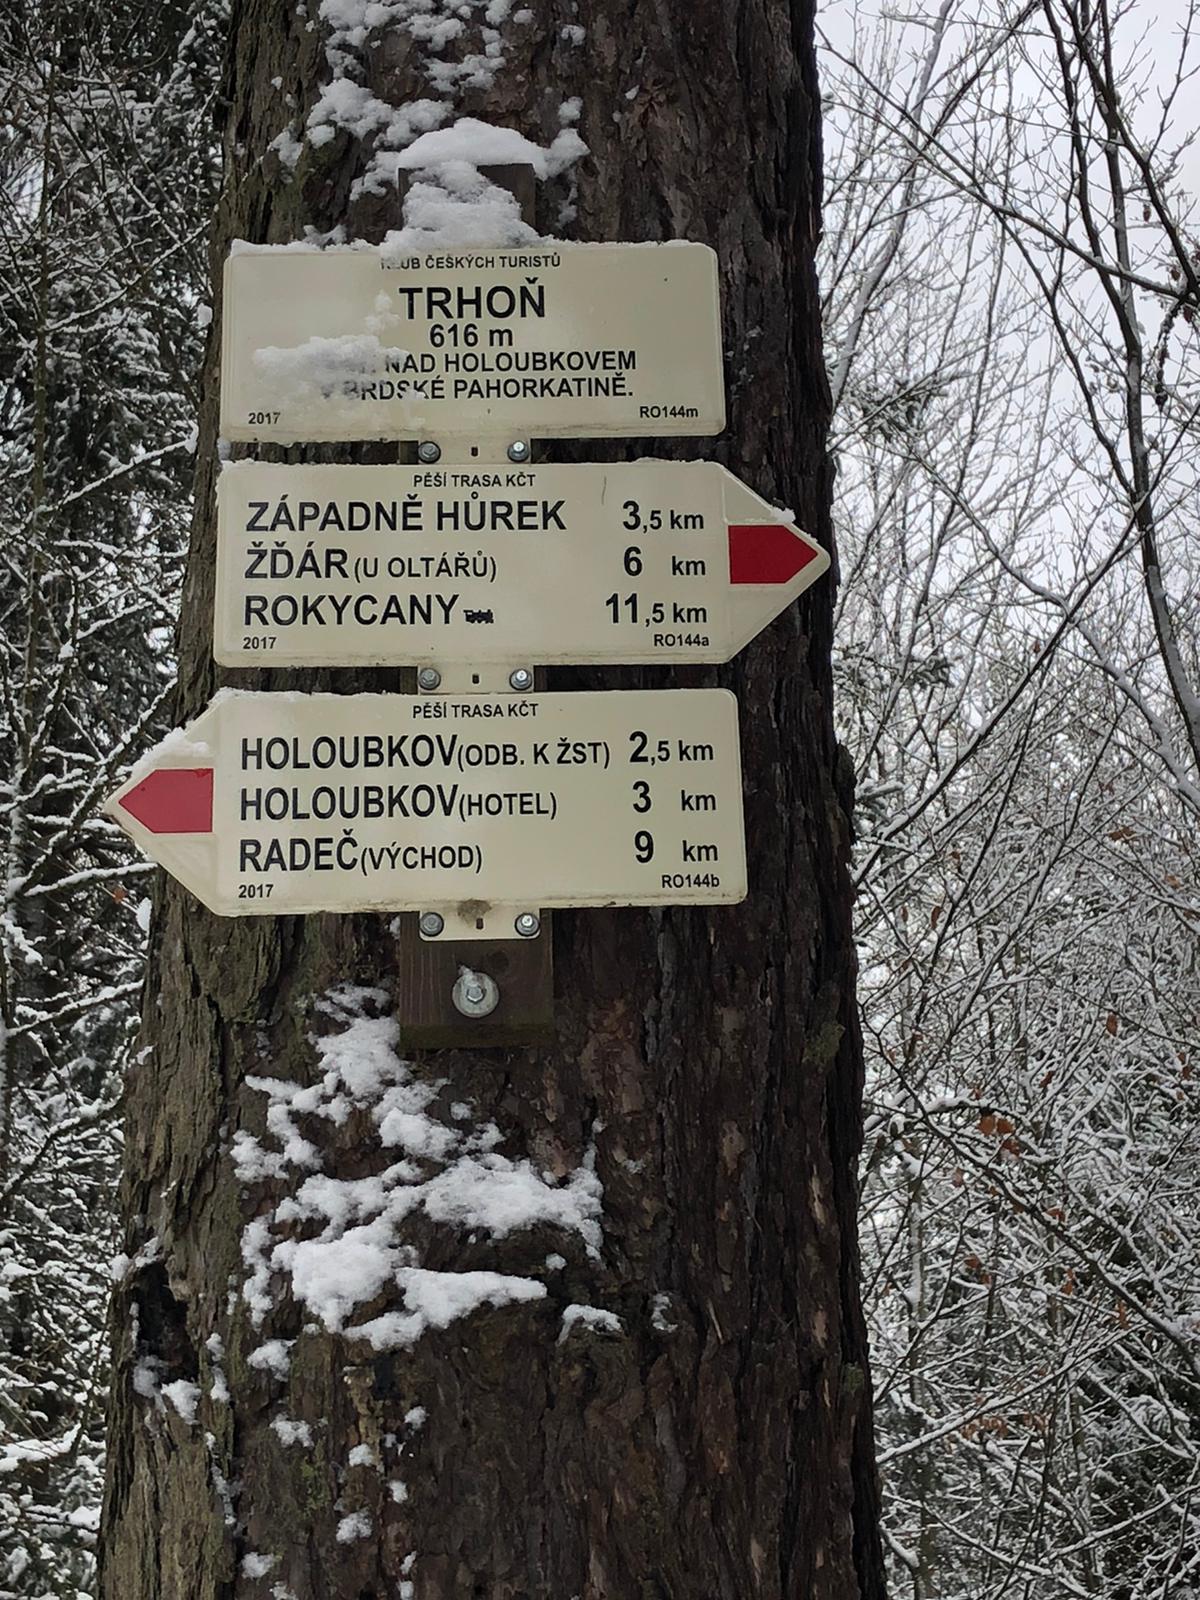 KLUB ČESKÝCH TURISTŮ
TRHOŇ
616 m
NAD HOLOUBKOVEM
V BRDSKÉ PAHORKATINĚ.
2017 RO144m
PĚŠÍ TRASA KČT
ZÁPADNĚ HŮREK 3,5 km
ŽĎÁR (U OLTÁŘŮ) 6 km
ROKYCANY 11,5 km
2017 RO144a
PĚŠÍ TRASA KČT
HOLOUBKOV (ODB. K ŽST) 2,5 km
HOLOUBKOV (HOTEL) 3 km
RADEČ (VÝCHOD) 9 km
2017 RO144b